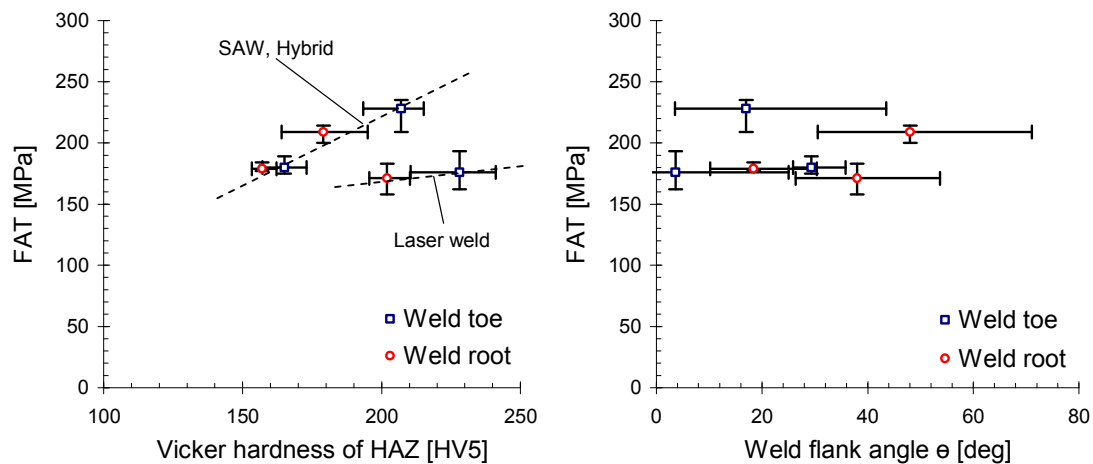 300
250
200
150
100
50
0
FAT [MPa]
SAW, Hybrid
Laser weld
Weld toe
Weld root
100
150
200
250
Vicker hardness of HAZ [HV5]
300
250
200
150
100
50
0
FAT [MPa]
Weld toe
Weld root
0
20
40
60
80
Weld flank angle ɵ [deg]